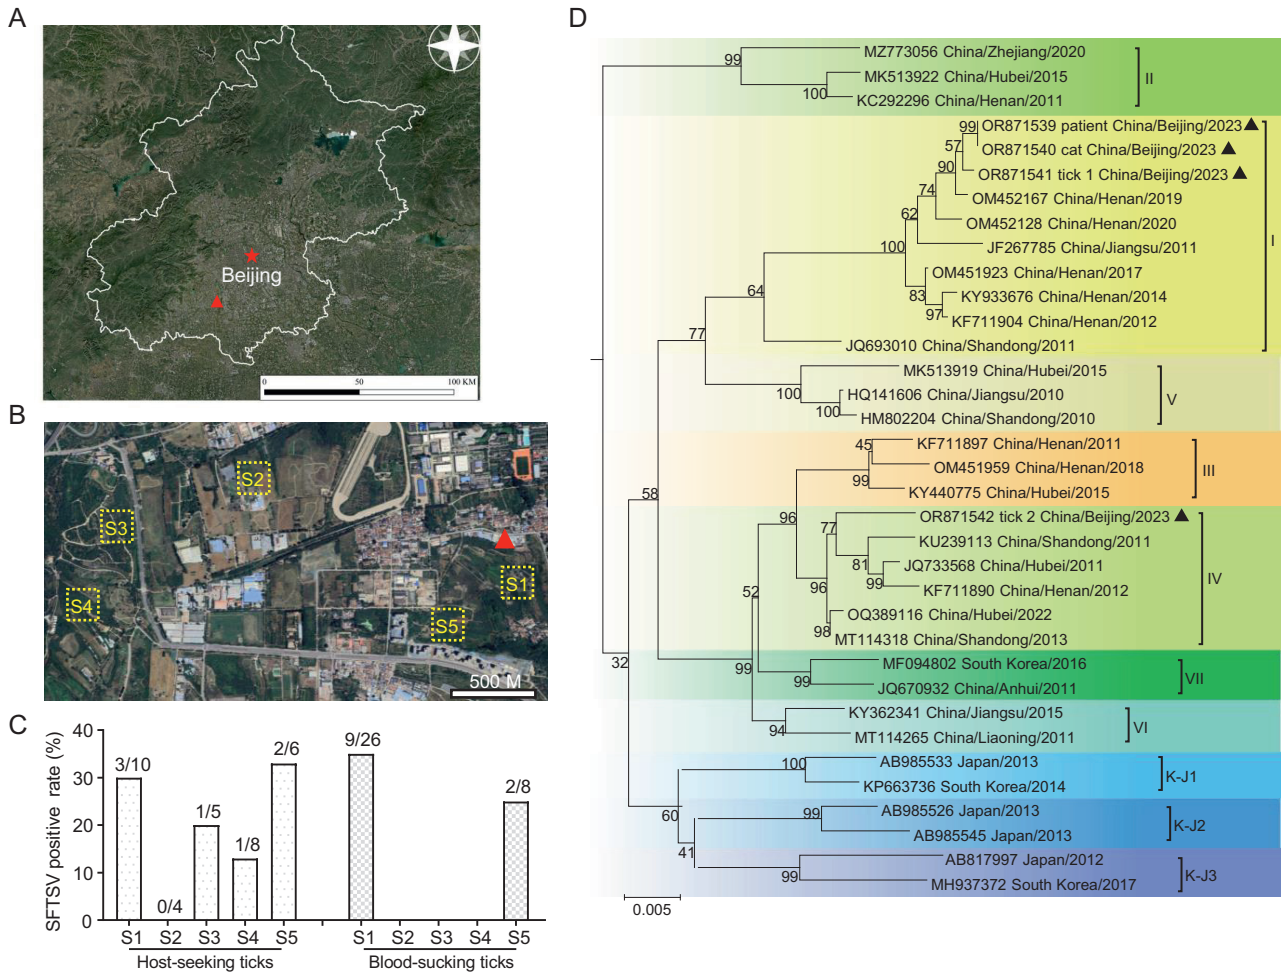 A
Beijing
0 50 100 KM
B
S2
S3
S1
S4
S5
500 M
C
SFTSV positive rate (%)
40
30
20
10
0
3/10
0/4
1/5
1/8
2/6
9/26
2/8
S1 S2 S3 S4 S5 S1 S2 S3 S4 S5
Host-seeking ticks Blood-sucking ticks
D
MZ773056 China/Zhejiang/2020
99
MK513922 China/Hubei/2015
II
100
KC292296 China/Henan/2011
99 OR871539 patient China/Beijing/2023
57
OR871540 cat China/Beijing/2023
90
OR871541 tick 1 China/Beijing/2023
74
OM452167 China/Henan/2019
62
OM452128 China/Henan/2020
I
100
JF267785 China/Jiangsu/2011
OM451923 China/Henan/2017
64
83
KY933676 China/Henan/2014
97
KF711904 China/Henan/2012
77
JQ693010 China/Shandong/2011
MK513919 China/Hubei/2015
100
HQ141606 China/Jiangsu/2010
V
100
HM802204 China/Shandong/2010
45
KF711897 China/Henan/2011
OM451959 China/Henan/2018
III
99
KY440775 China/Hubei/2015
58
96
OR871542 tick 2 China/Beijing/2023
77
KU239113 China/Shandong/2011
81
JQ733568 China/Hubei/2011
99
IV
96
KF711890 China/Henan/2012
52
OQ389116 China/Hubei/2022
98
MT114318 China/Shandong/2013
32
99
MF094802 South Korea/2016
99
VII
JQ670932 China/Anhui/2011
KY362341 China/Jiangsu/2015
94
VI
MT114265 China/Liaoning/2011
100
AB985533 Japan/2013
K-J1
KP663736 South Korea/2014
60
AB985526 Japan/2013
99
K-J2
AB985545 Japan/2013
41
AB817997 Japan/2012
99
K-J3
MH937372 South Korea/2017
0.005